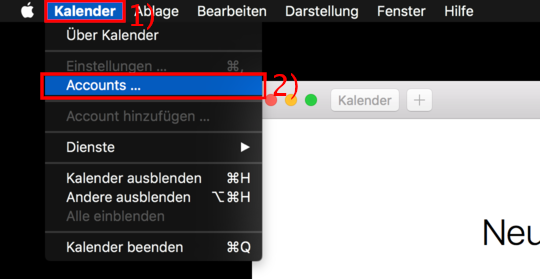 Kalender 1) Ablage Bearbeiten Darstellung Fenster Hilfe
Über Kalender
Einstellungen ... ⌘,
Accounts ... 2)
Kalender +
Account hinzufügen ...
Dienste ▶
Kalender ausblenden ⌘H
Andere ausblenden ⌥⌘H
Alle einblenden
Neu
Kalender beenden ⌘Q